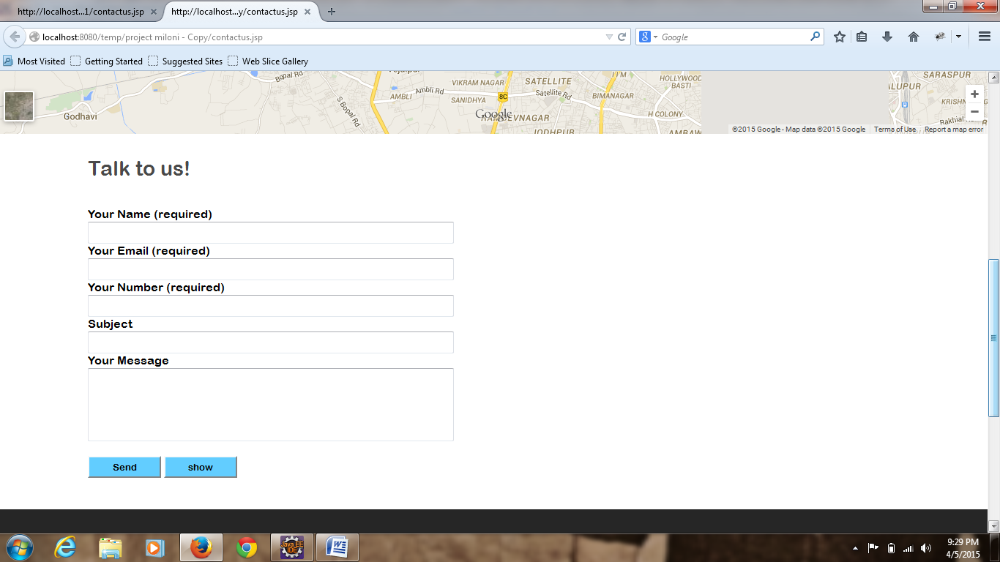 http://localhost...1/contactus.jsp
http://localhost...y/contactus.jsp
localhost:8080/temp/project miloni - Copy/contactus.jsp
Google
Most Visited Getting Started Suggested Sites Web Slice Gallery
Bopal Rd
Vejalpur
VIKRAM NAGAR
SATELLITE
ITM
HOLLYWOOD BASTI
SARASPUR
ALUPUR
AMBLI
Ambli Rd
SANIDHYA
8C
Satellite Rd
BIMANAGAR
S Bopal Rd
Godhavi
Google
H COLONY
Rakhial
JODHPUR
©2015 Google - Map data ©2015 Google Terms of Use Report a map error
Talk to us!
Your Name (required)
Your Email (required)
Your Number (required)
Subject
Your Message
Send show
Java EE
IDE
9:29 PM
4/5/2015